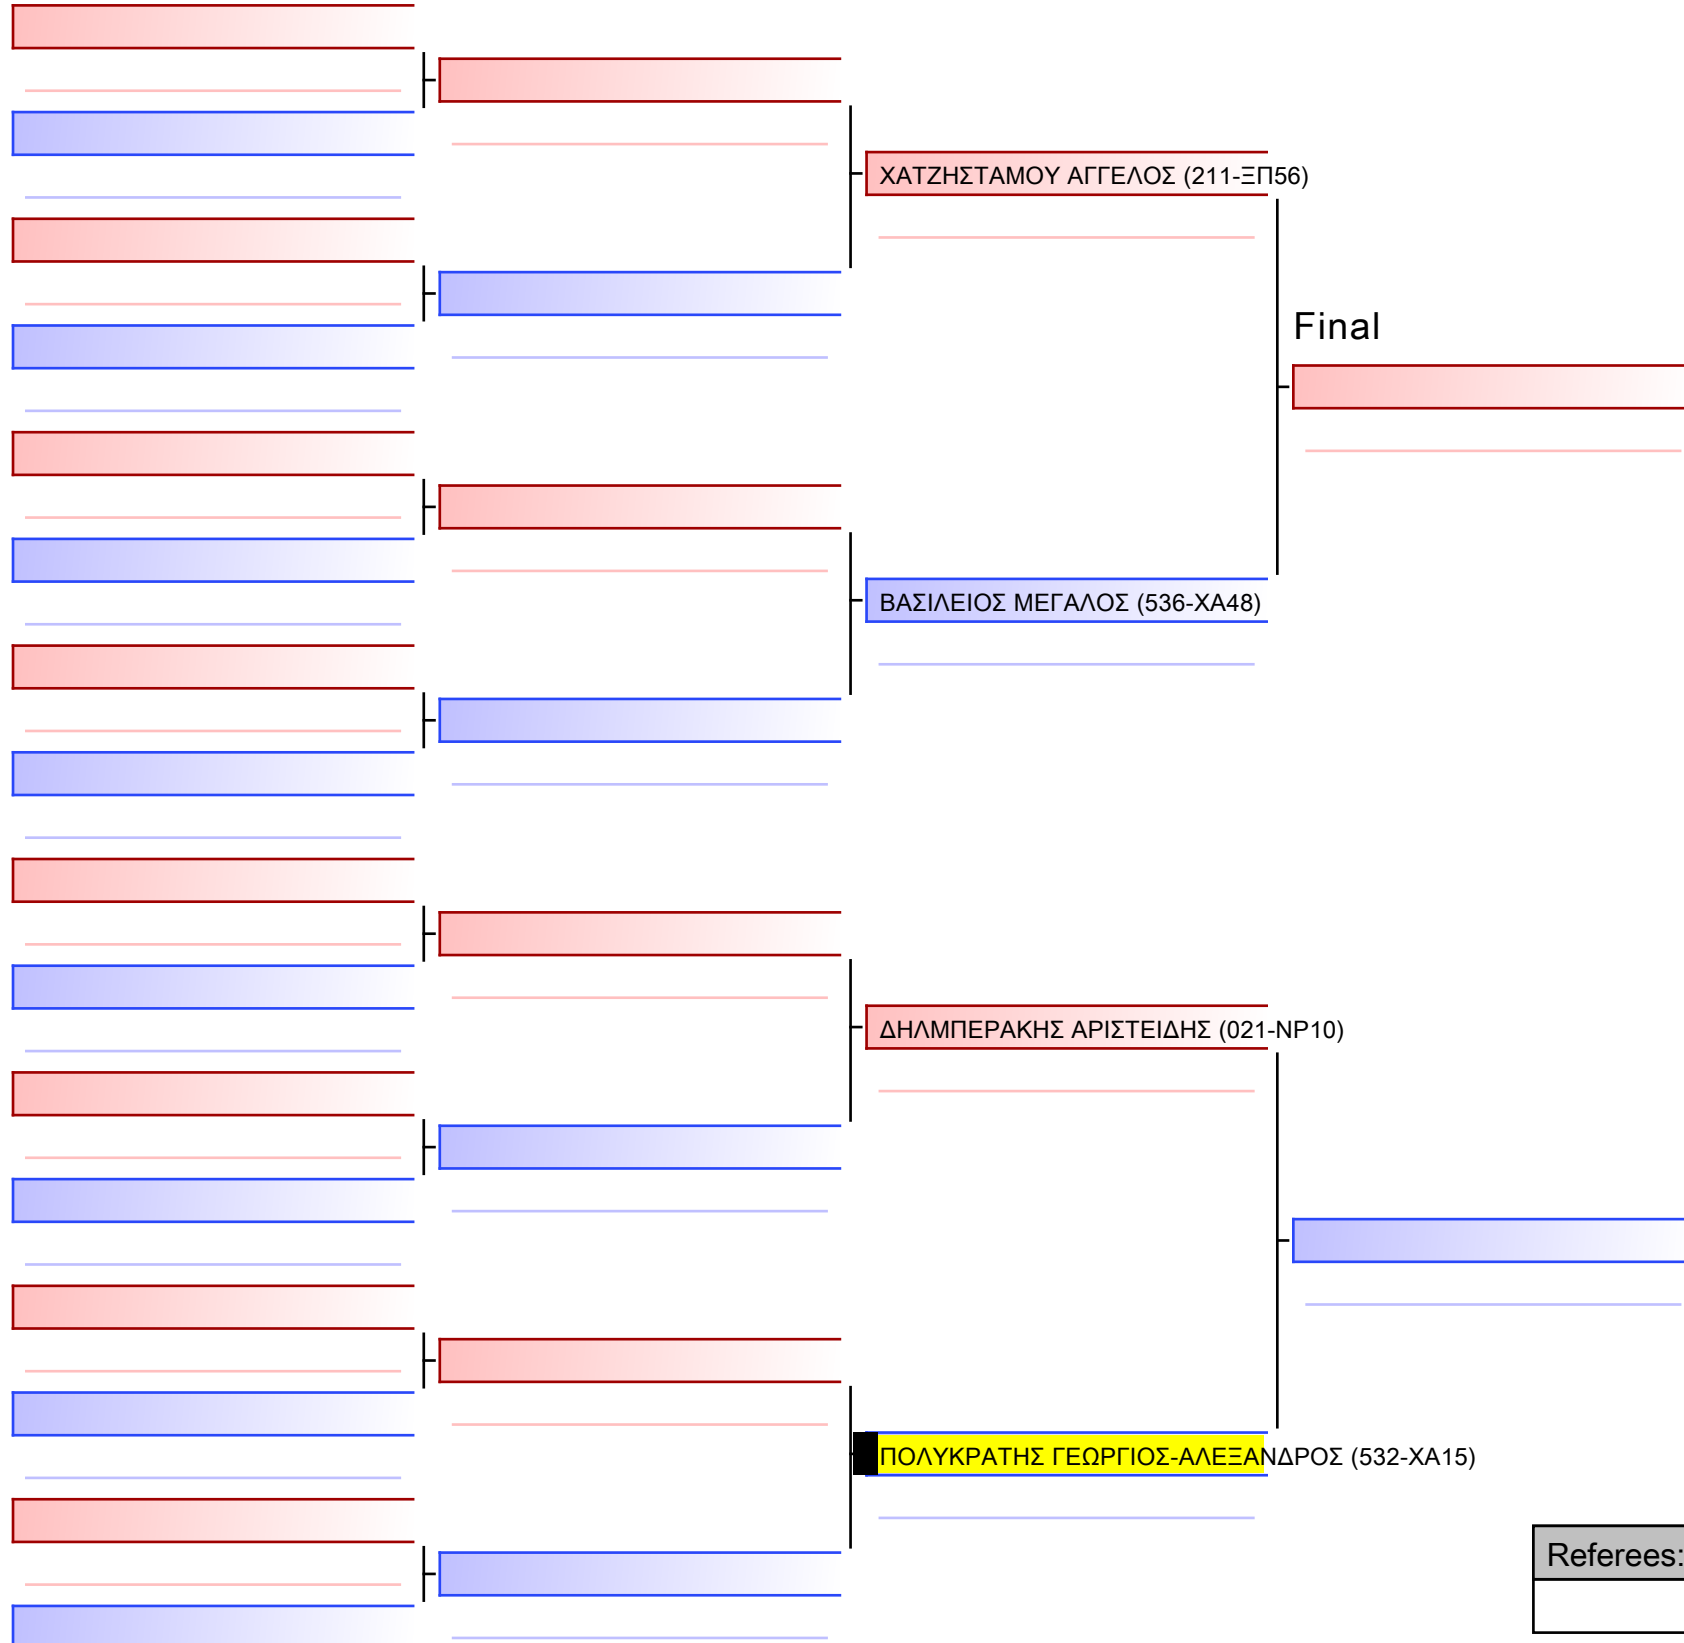 ΧΑΤΖΗΣΤΑΜΟΥ ΑΓΓΕΛΟΣ (211-ΞΠ56)
Final
ΒΑΣΙΛΕΙΟΣ ΜΕΓΑΛΟΣ (536-ΧΑ48)
ΔΗΛΜΠΕΡΑΚΗΣ ΑΡΙΣΤΕΙΔΗΣ (021-ΝΡ10)
ΠΟΛΥΚΡΑΤΗΣ ΓΕΩΡΓΙΟΣ-ΑΛΕΞΑΝΔΡΟΣ (532-ΧΑ15)
Referees: